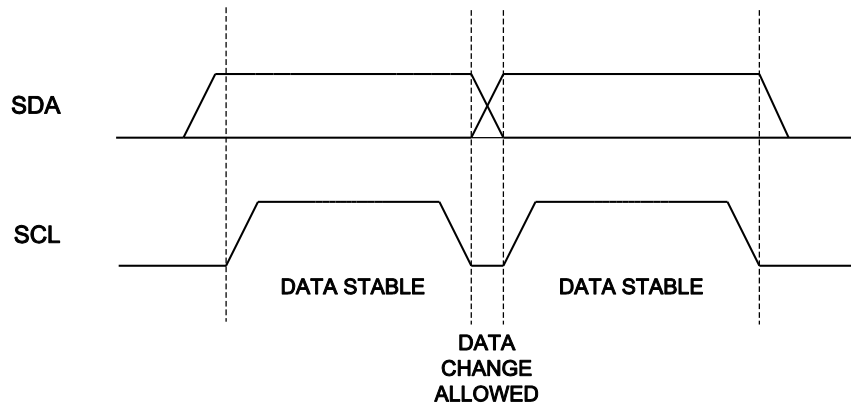 SDA
SCL
DATA STABLE
DATA STABLE
DATA
CHANGE
ALLOWED